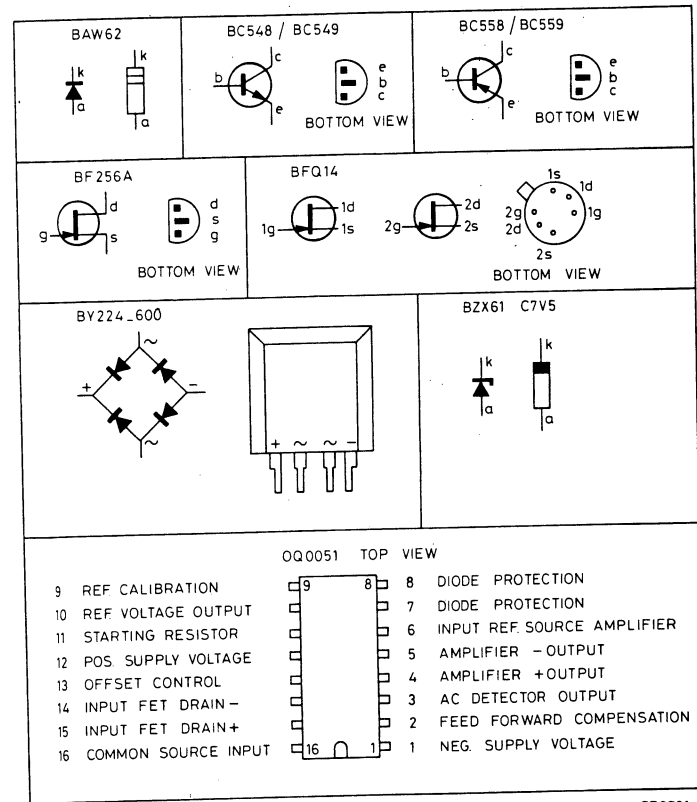 BAW62
k
a
k
a
BC548 / BC549
b
c
e
e
b
c
BOTTOM VIEW
BC558 / BC559
b
c
e
e
b
c
BOTTOM VIEW
BF256A
g
d
s
d
s
g
BOTTOM VIEW
BFQ14
1g
1d
1s
2g
2d
2s
1s
1d
1g
2g
2d
2s
BOTTOM VIEW
BY224_600
~
+
-
~
+ ~ ~ -
BZX61 C7V5
k
a
k
a
OQ0051 TOP VIEW
9 REF. CALIBRATION
10 REF. VOLTAGE OUTPUT
11 STARTING RESISTOR
12 POS. SUPPLY VOLTAGE
13 OFFSET CONTROL
14 INPUT FET DRAIN-
15 INPUT FET DRAIN+
16 COMMON SOURCE INPUT
9 8
16 1
8 DIODE PROTECTION
7 DIODE PROTECTION
6 INPUT REF. SOURCE AMPLIFIER
5 AMPLIFIER - OUTPUT
4 AMPLIFIER +OUTPUT
3 AC DETECTOR OUTPUT
2 FEED FORWARD COMPENSATION
1 NEG. SUPPLY VOLTAGE